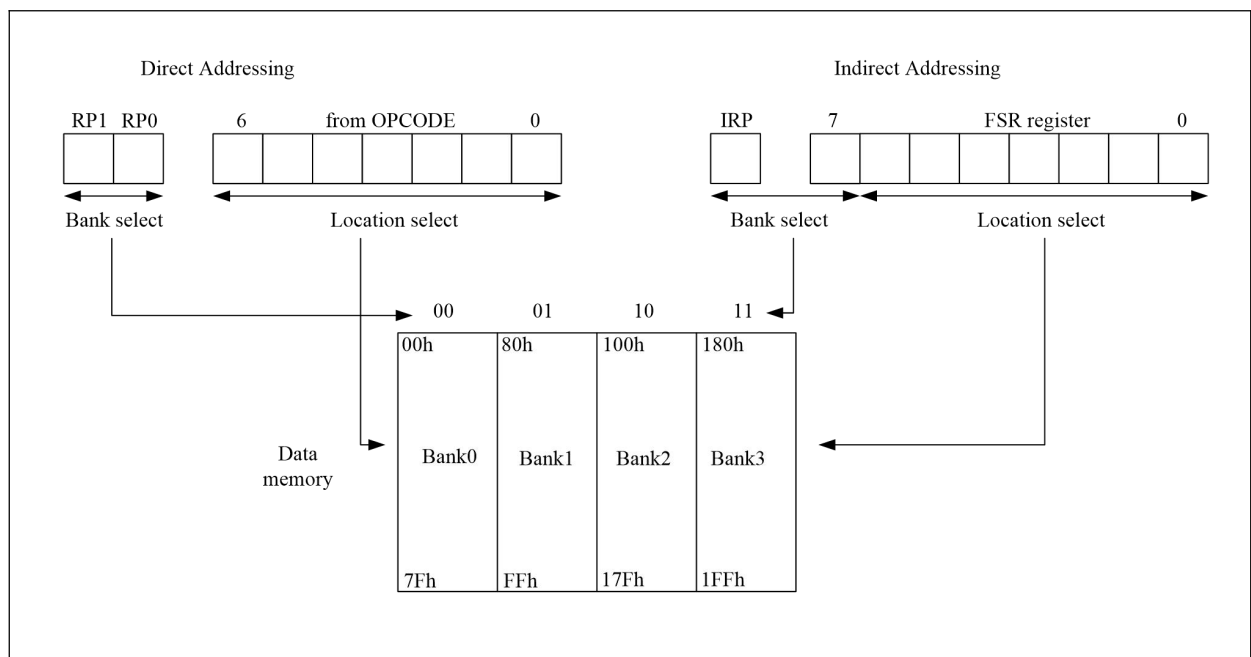 Direct Addressing
Indirect Addressing
RP1 RP0 6 from OPCODE 0
IRP 7 FSR register 0
Bank select
Location select
Bank select
Location select
00 01 10 11
00h 80h 100h 180h
Data
memory
Bank0 Bank1 Bank2 Bank3
7Fh FFh 17Fh 1FFh